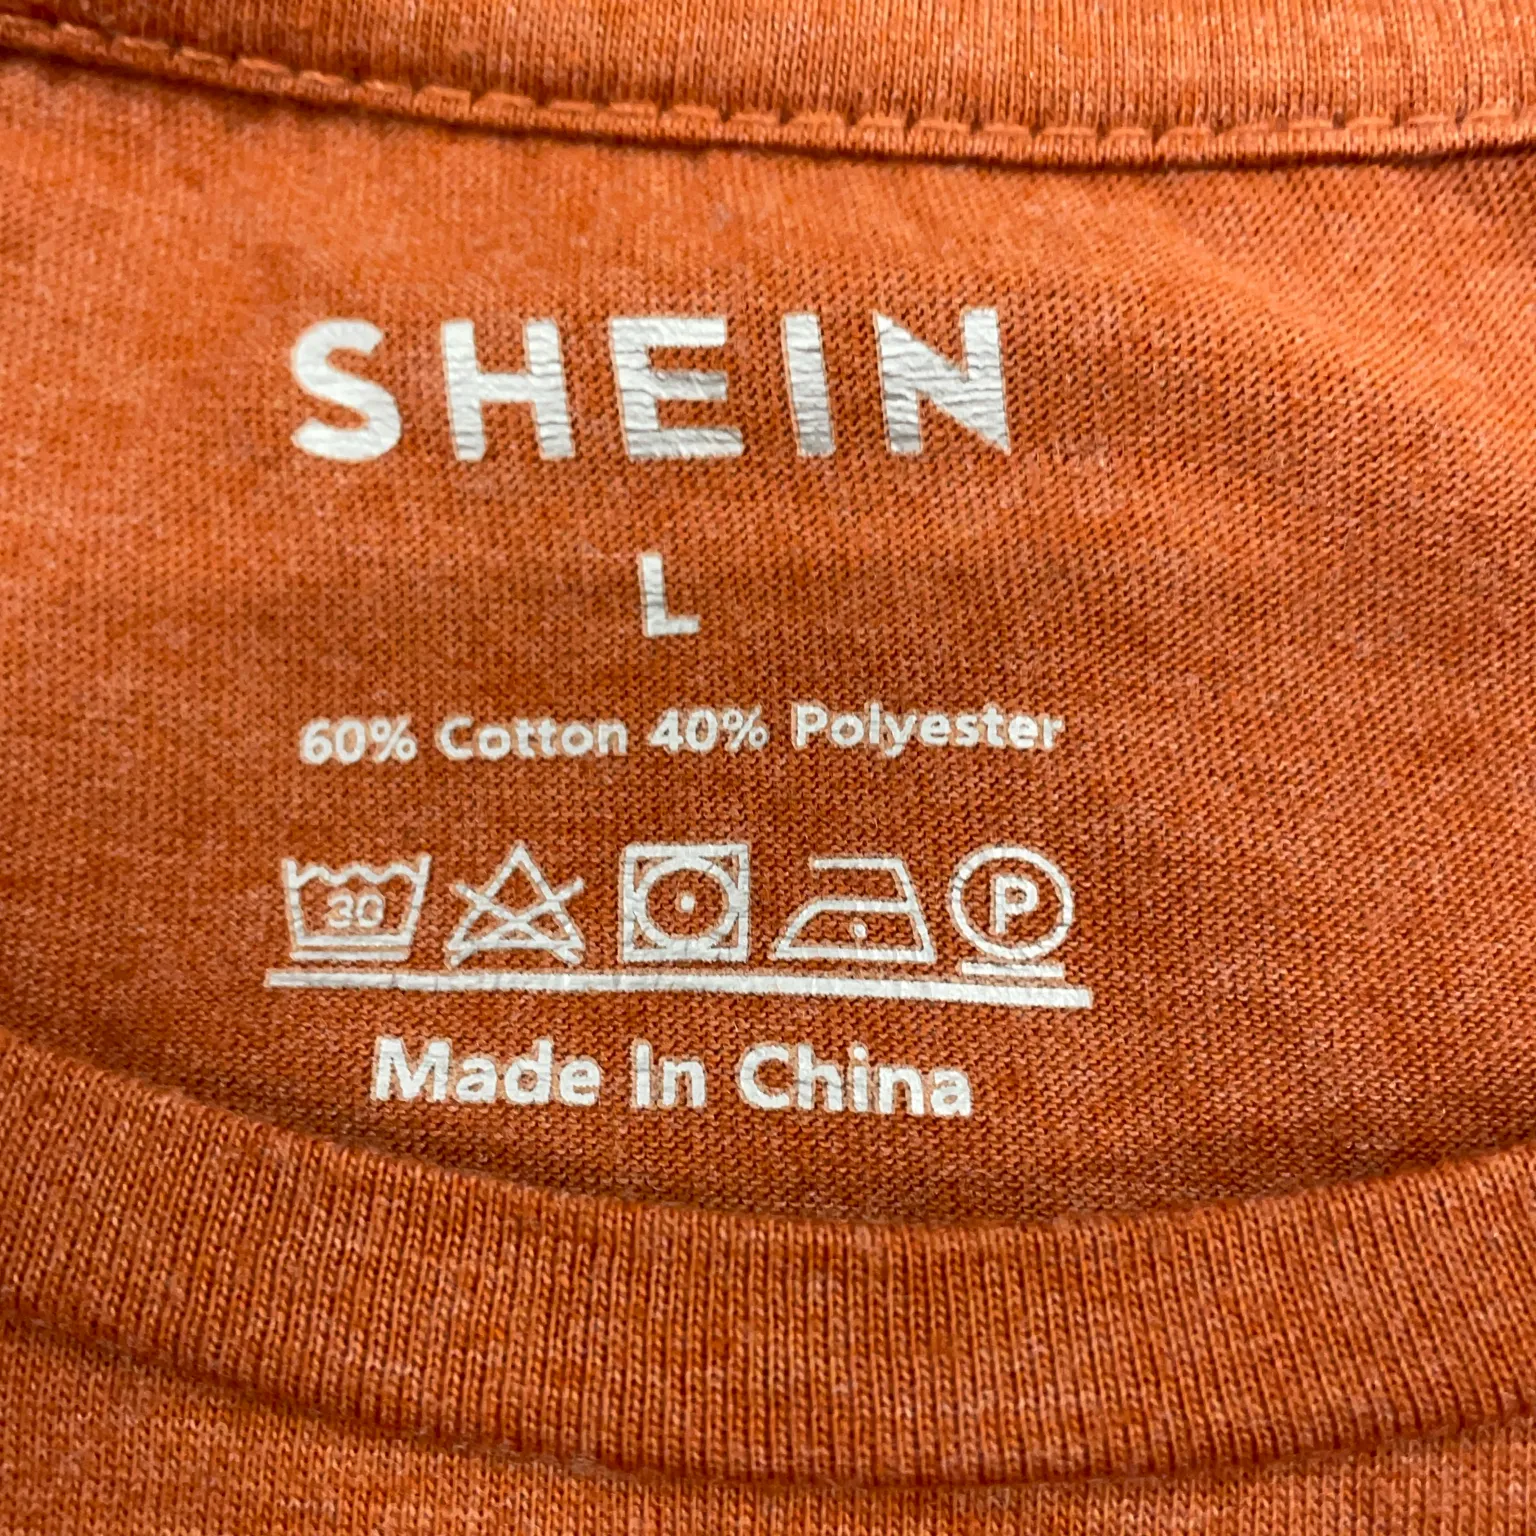 SHEIN
L
60% Cotton 40% Polyester
30 P
Made In China